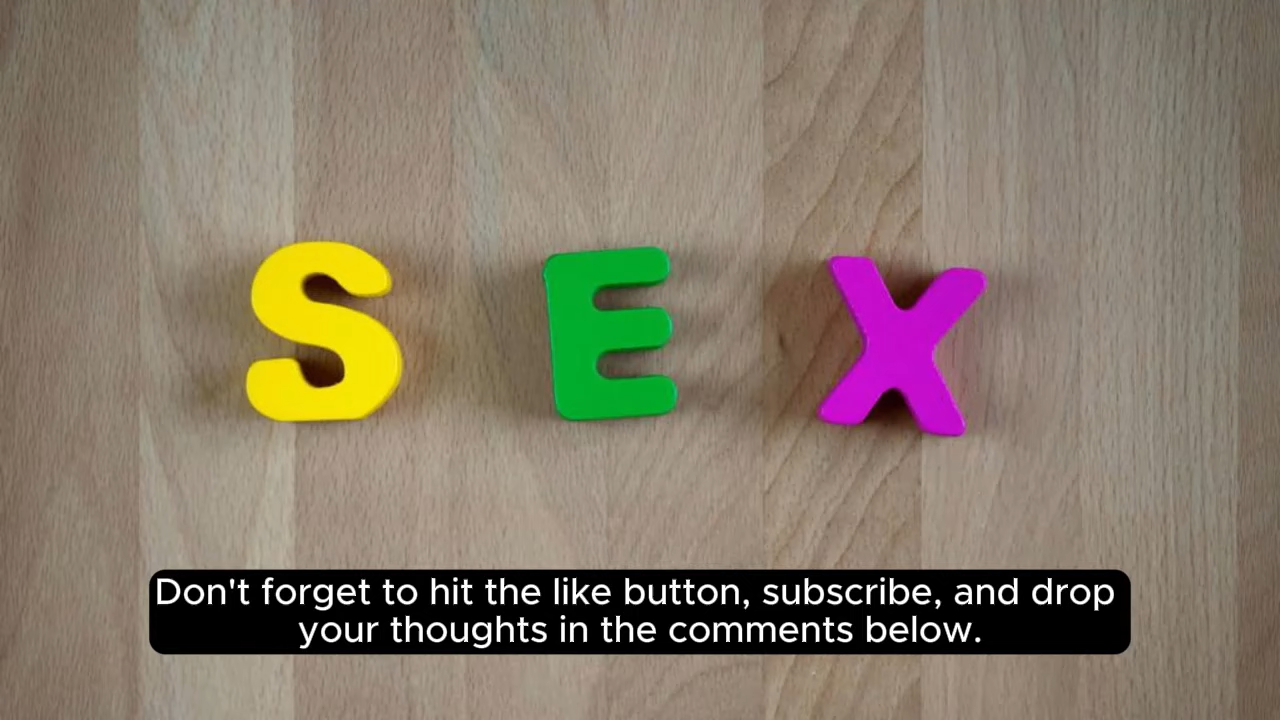 SEX
Don't forget to hit the like button, subscribe, and drop
your thoughts in the comments below.